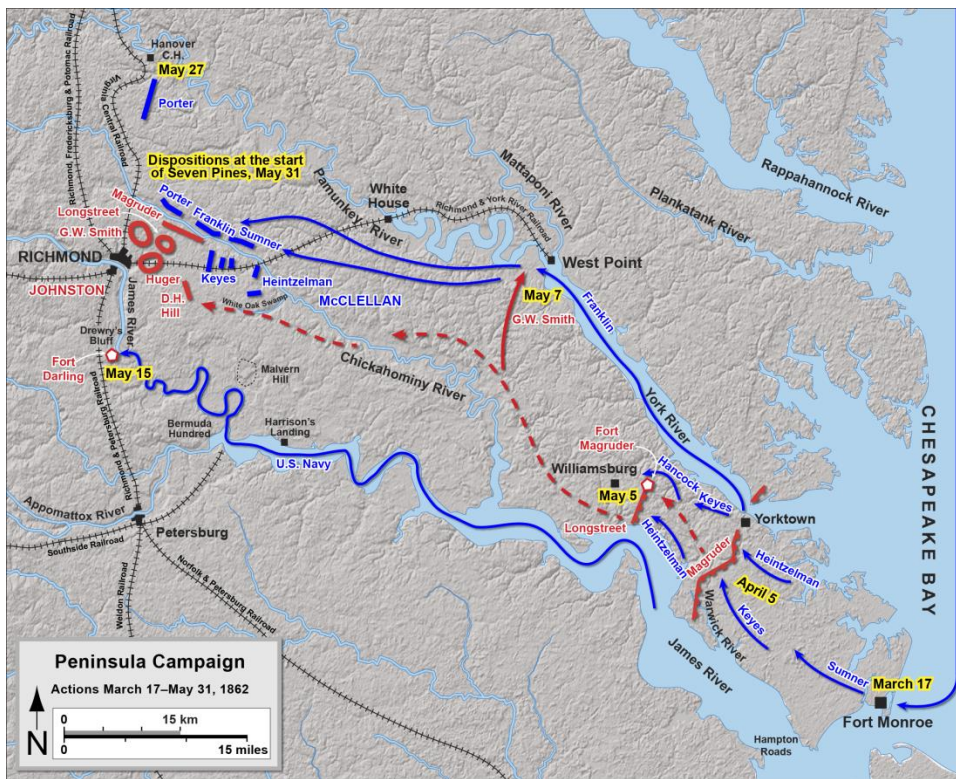 Hanover
C.H.
May 27
Porter
Richmond, Fredericksburg & Potomac Railroad
Virginia Central Railroad
Dispositions at the start
of Seven Pines, May 31
Mattaponi River
Rappahannock River
Plankatank River
Pamunkey River
White
House
Richmond & York River Railroad
West Point
Porter
Franklin
Sumner
Magruder
Longstreet
G.W. Smith
RICHMOND
JOHNSTON
Huger
D.H.
Hill
Keyes
Heintzelman
McCLELLAN
White Oak Swamp
May 7
G.W. Smith
Franklin
James River
Drewry's
Bluff
Fort
Darling
May 15
Malvern
Hill
Chickahominy River
York River
CHESAPEAKE BAY
Bermuda
Hundred
Harrison's
Landing
U.S. Navy
Richmond & Petersburg Railroad
Fort
Magruder
Williamsburg
May 5
Hancock
Keyes
Longstreet
Heintzelman
Magruder
Yorktown
Heintzelman
April 5
Keyes
Warwick River
Appomattox River
Petersburg
Southside Railroad
Norfolk & Petersburg Railroad
Weldon Railroad
James River
Sumner
March 17
Fort Monroe
Hampton
Roads
Peninsula Campaign
Actions March 17–May 31, 1862
N
0
15 km
0
15 miles